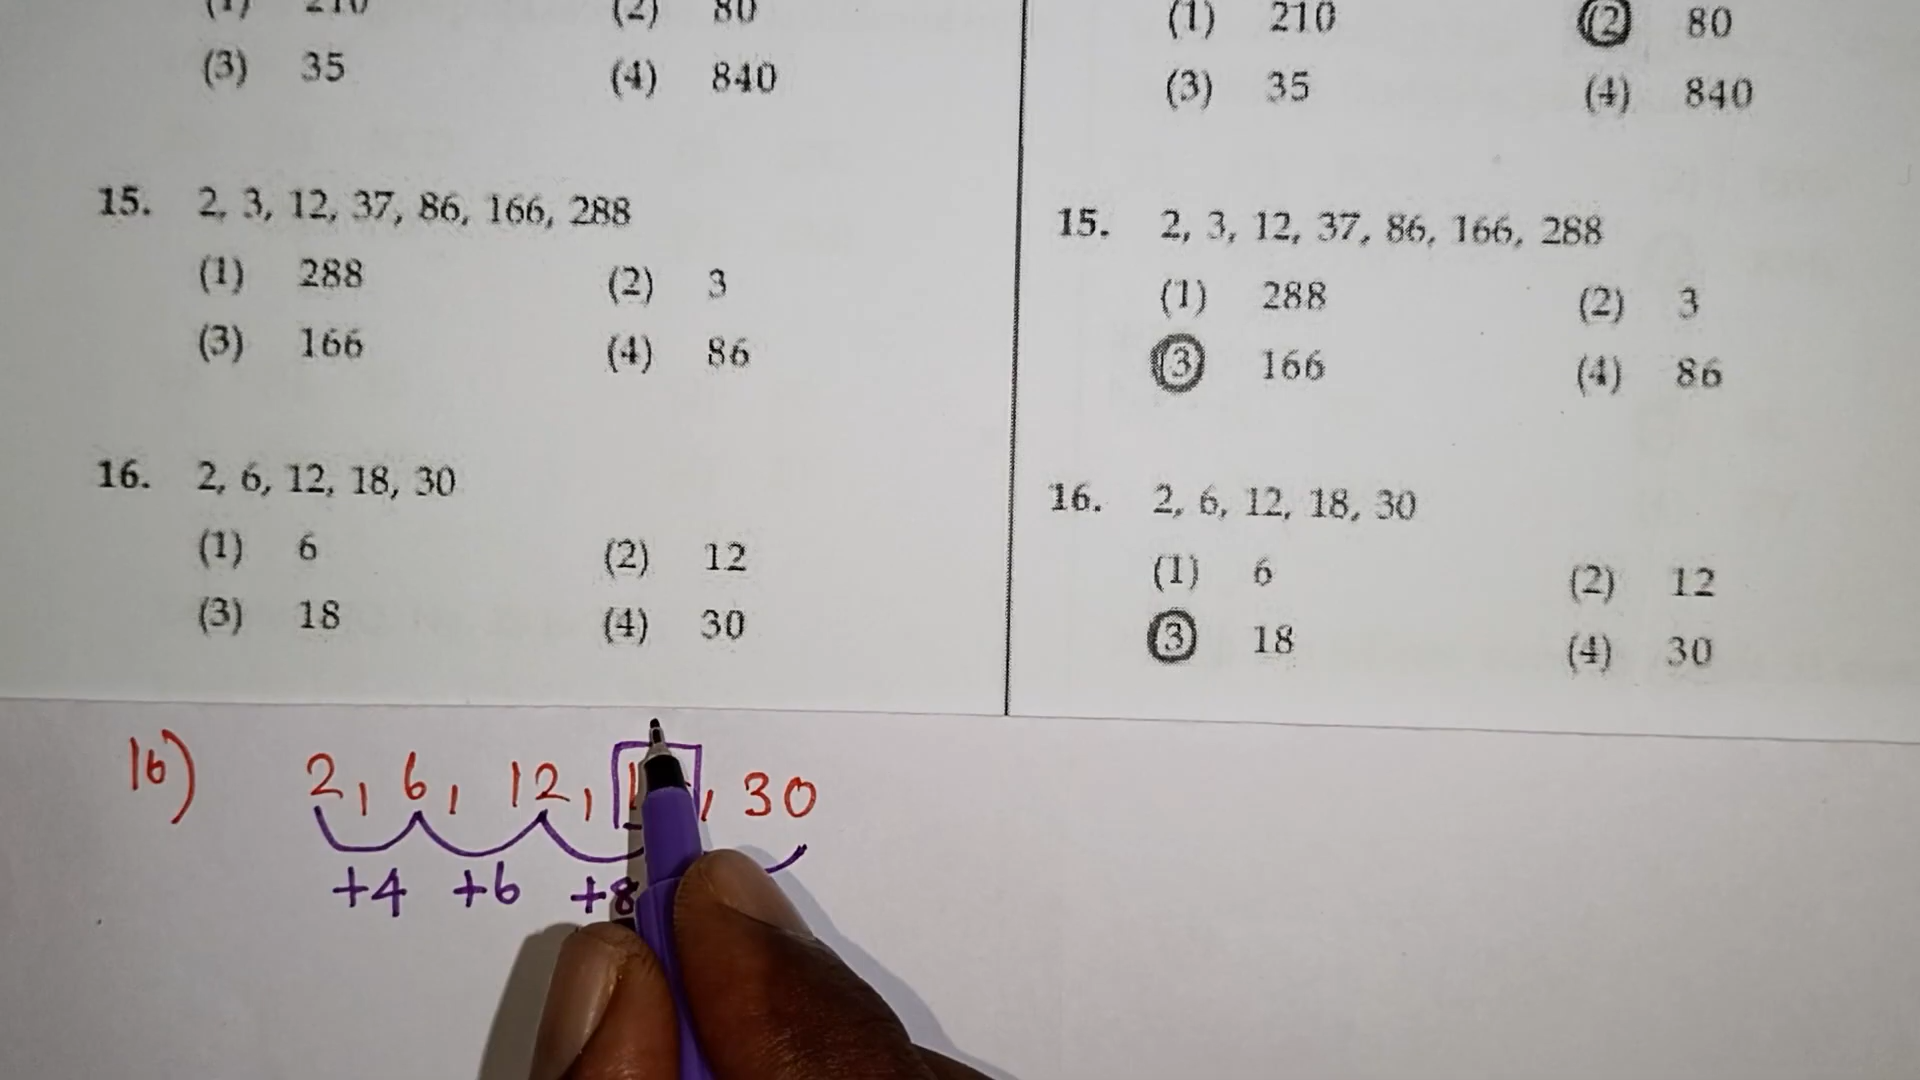 (1) 210 (2) 80
(3) 35 (4) 840
15. 2, 3, 12, 37, 86, 166, 288
(1) 288 (2) 3
(3) 166 (4) 86
16. 2, 6, 12, 18, 30
(1) 6 (2) 12
(3) 18 (4) 30
(1) 210 (2) 80
(3) 35 (4) 840
15. 2, 3, 12, 37, 86, 166, 288
(1) 288 (2) 3
(3) 166 (4) 86
16. 2, 6, 12, 18, 30
(1) 6 (2) 12
(3) 18 (4) 30
16) 2, 6, 12, , 30
+4 +6 +8